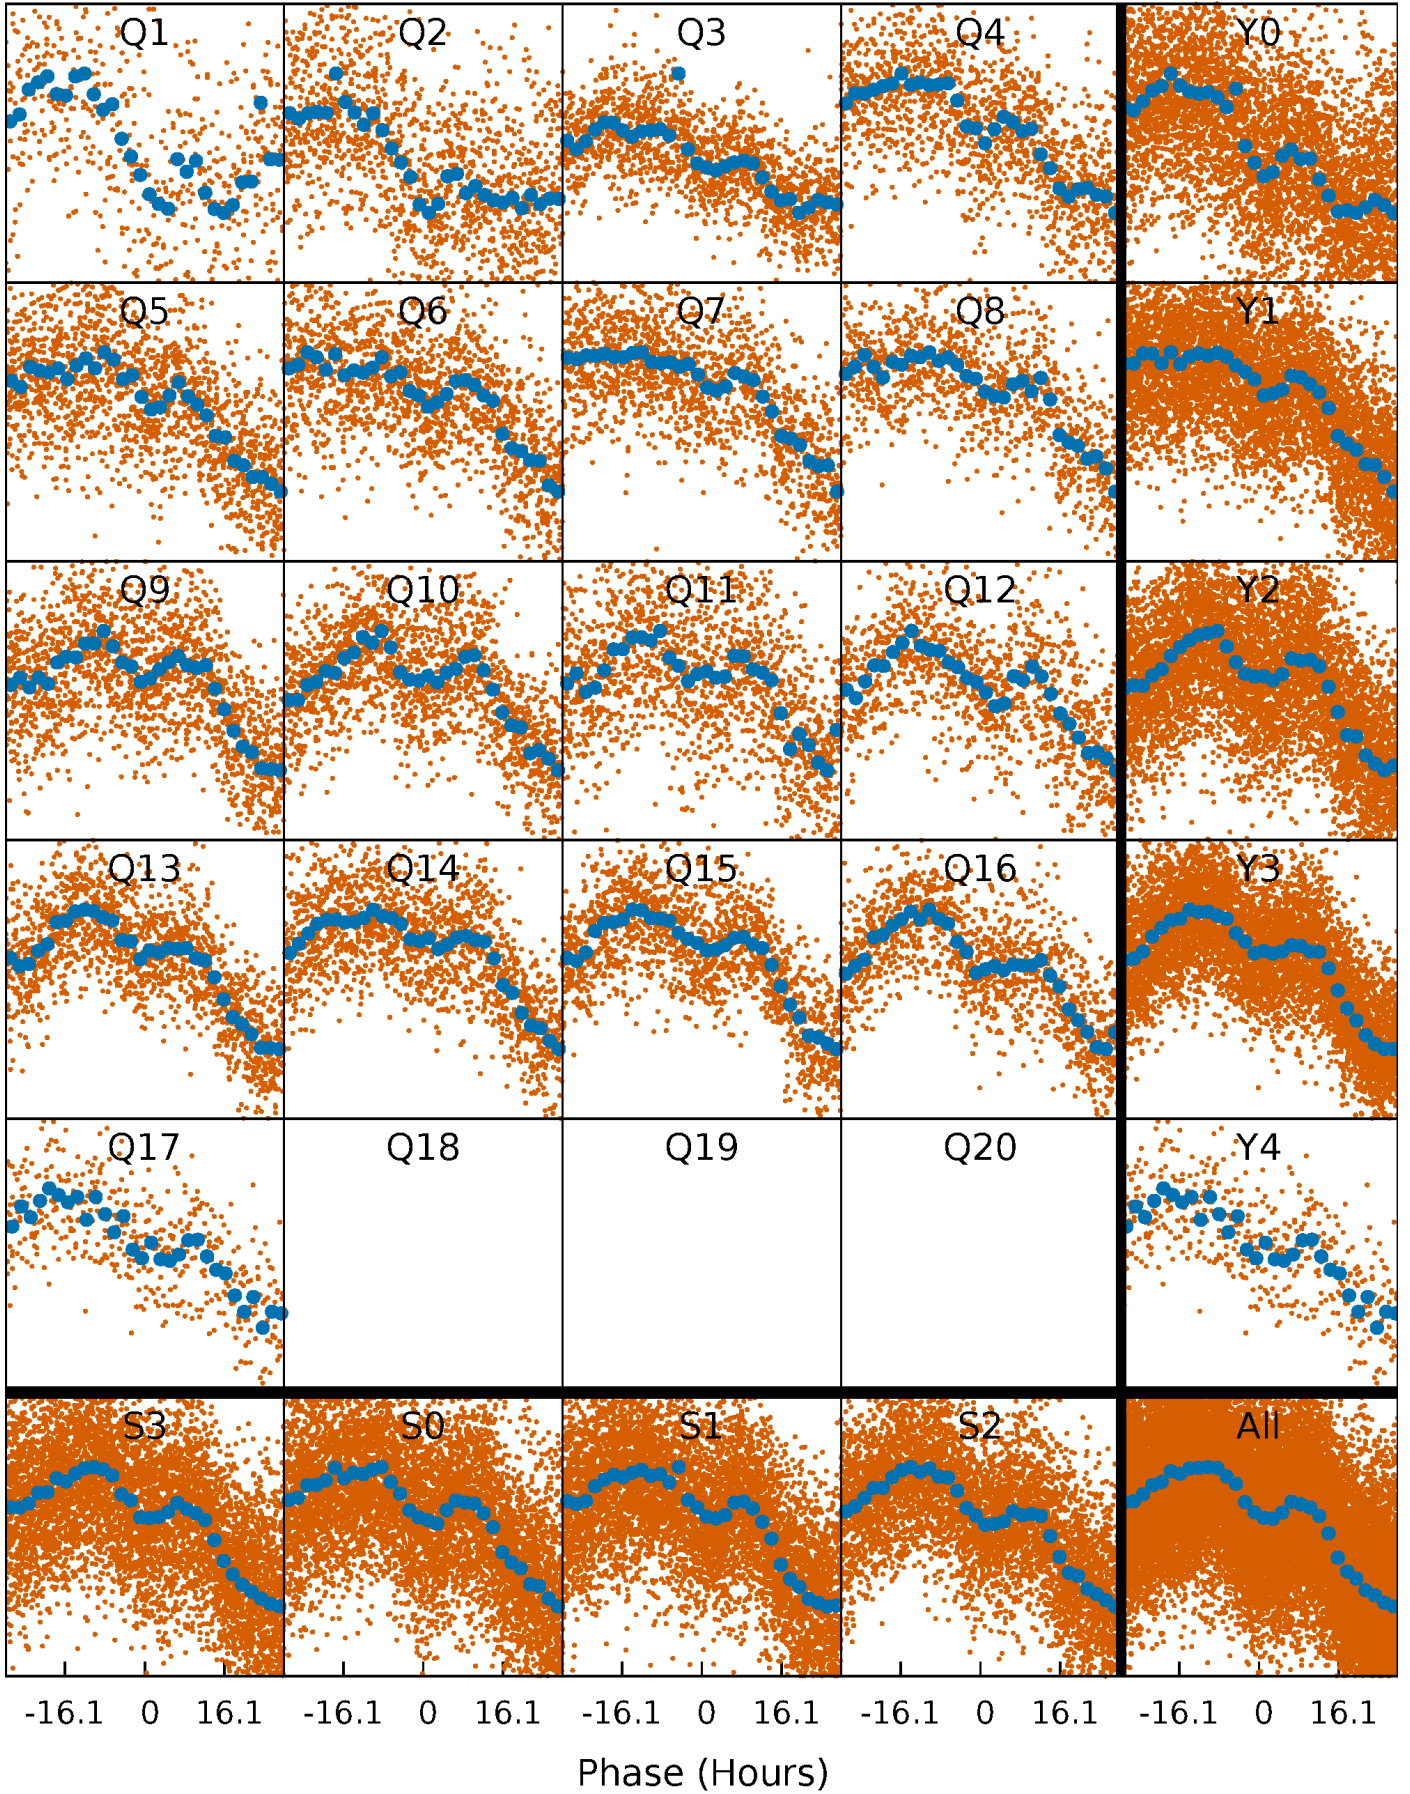 Q1 Q2 Q3 Q4 Y0
Q5 Q6 Q7 Q8 Y1
Q9 Q10 Q11 Q12 Y2
Q13 Q14 Q15 Q16 Y3
Q17 Q18 Q19 Q20 Y4
S3 S0 S1 S2 All
-16.1 0 16.1 -16.1 0 16.1 -16.1 0 16.1 -16.1 0 16.1 -16.1 0 16.1
Phase (Hours)